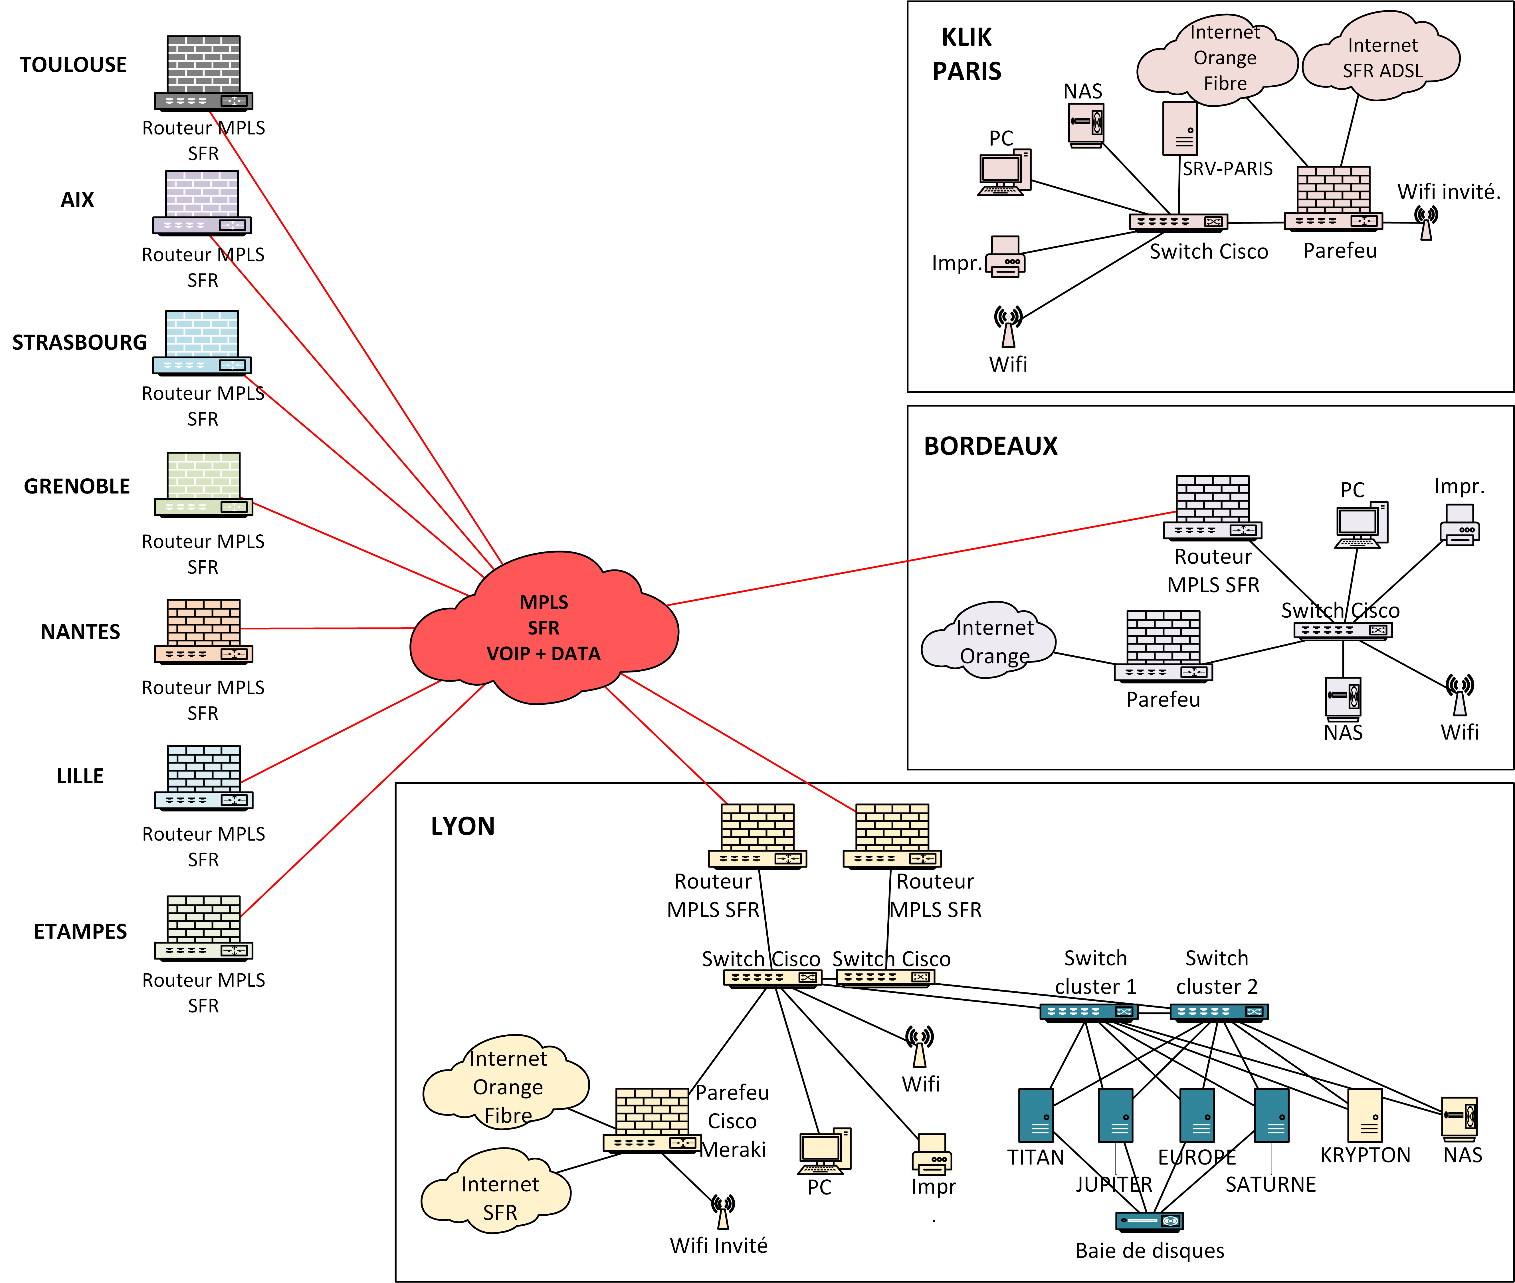 TOULOUSE
Routeur MPLS
SFR
AIX
Routeur MPLS
SFR
STRASBOURG
Routeur MPLS
SFR
GRENOBLE
Routeur MPLS
SFR
NANTES
Routeur MPLS
SFR
LILLE
Routeur MPLS
SFR
ETAMPES
Routeur MPLS
SFR
MPLS
SFR
VOIP + DATA
KLIK
PARIS
Internet
Orange
Fibre
Internet
SFR ADSL
NAS
PC
SRV-PARIS
Wifi invité.
Switch Cisco
Parefeu
Impr.
Wifi
BORDEAUX
Routeur
MPLS SFR
PC
Impr.
Switch Cisco
Internet
Orange
Parefeu
NAS
Wifi
LYON
Routeur
MPLS SFR
Routeur
MPLS SFR
Switch Cisco
Switch Cisco
Switch
cluster 1
Switch
cluster 2
Internet
Orange
Fibre
Parefeu
Cisco
Meraki
Wifi
Internet
SFR
PC
Impr
.
Wifi Invité
TITAN
JUPITER
EUROPE
SATURNE
KRYPTON
NAS
Baie de disques